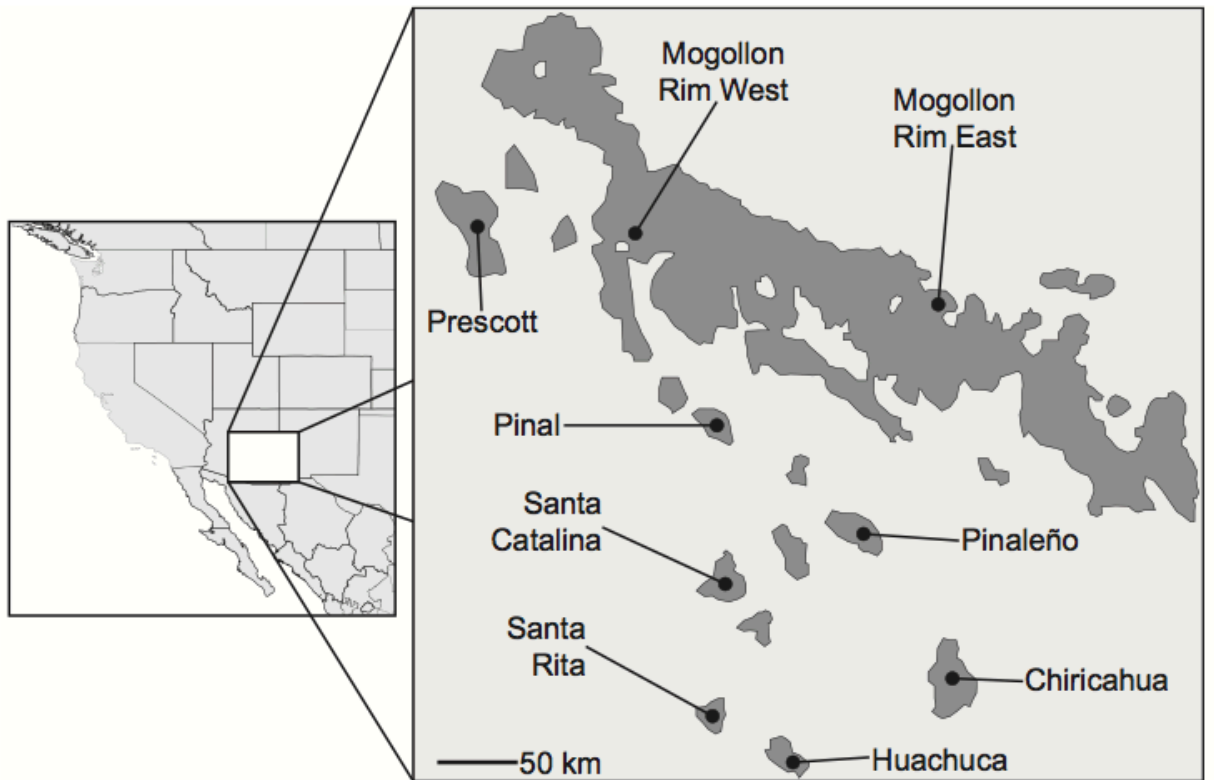 Mogollon
Rim West
Mogollon
Rim East
Prescott
Pinal
Santa
Catalina
Pinaleño
Santa
Rita
Chiricahua
50 km
Huachuca